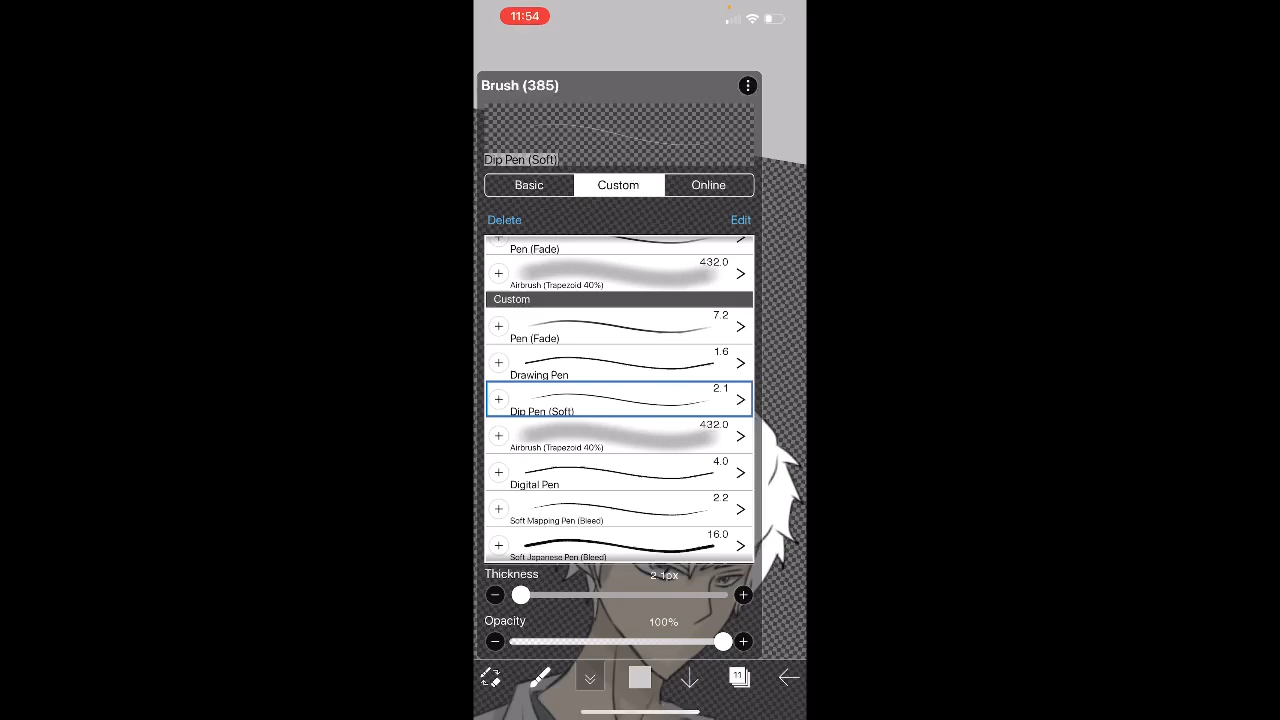 11:54
Brush (385)
Dip Pen (Soft)
Basic Custom Online
Delete Edit
Pen (Fade)
432.0
Airbrush (Trapezoid 40%)
Custom
7.2
Pen (Fade)
1.6
Drawing Pen
2.1
Dip Pen (Soft)
432.0
Airbrush (Trapezoid 40%)
4.0
Digital Pen
2.2
Soft Mapping Pen (Bleed)
16.0
Soft Japanese Pen (Bleed)
Thickness 2.1px
Opacity 100%
11